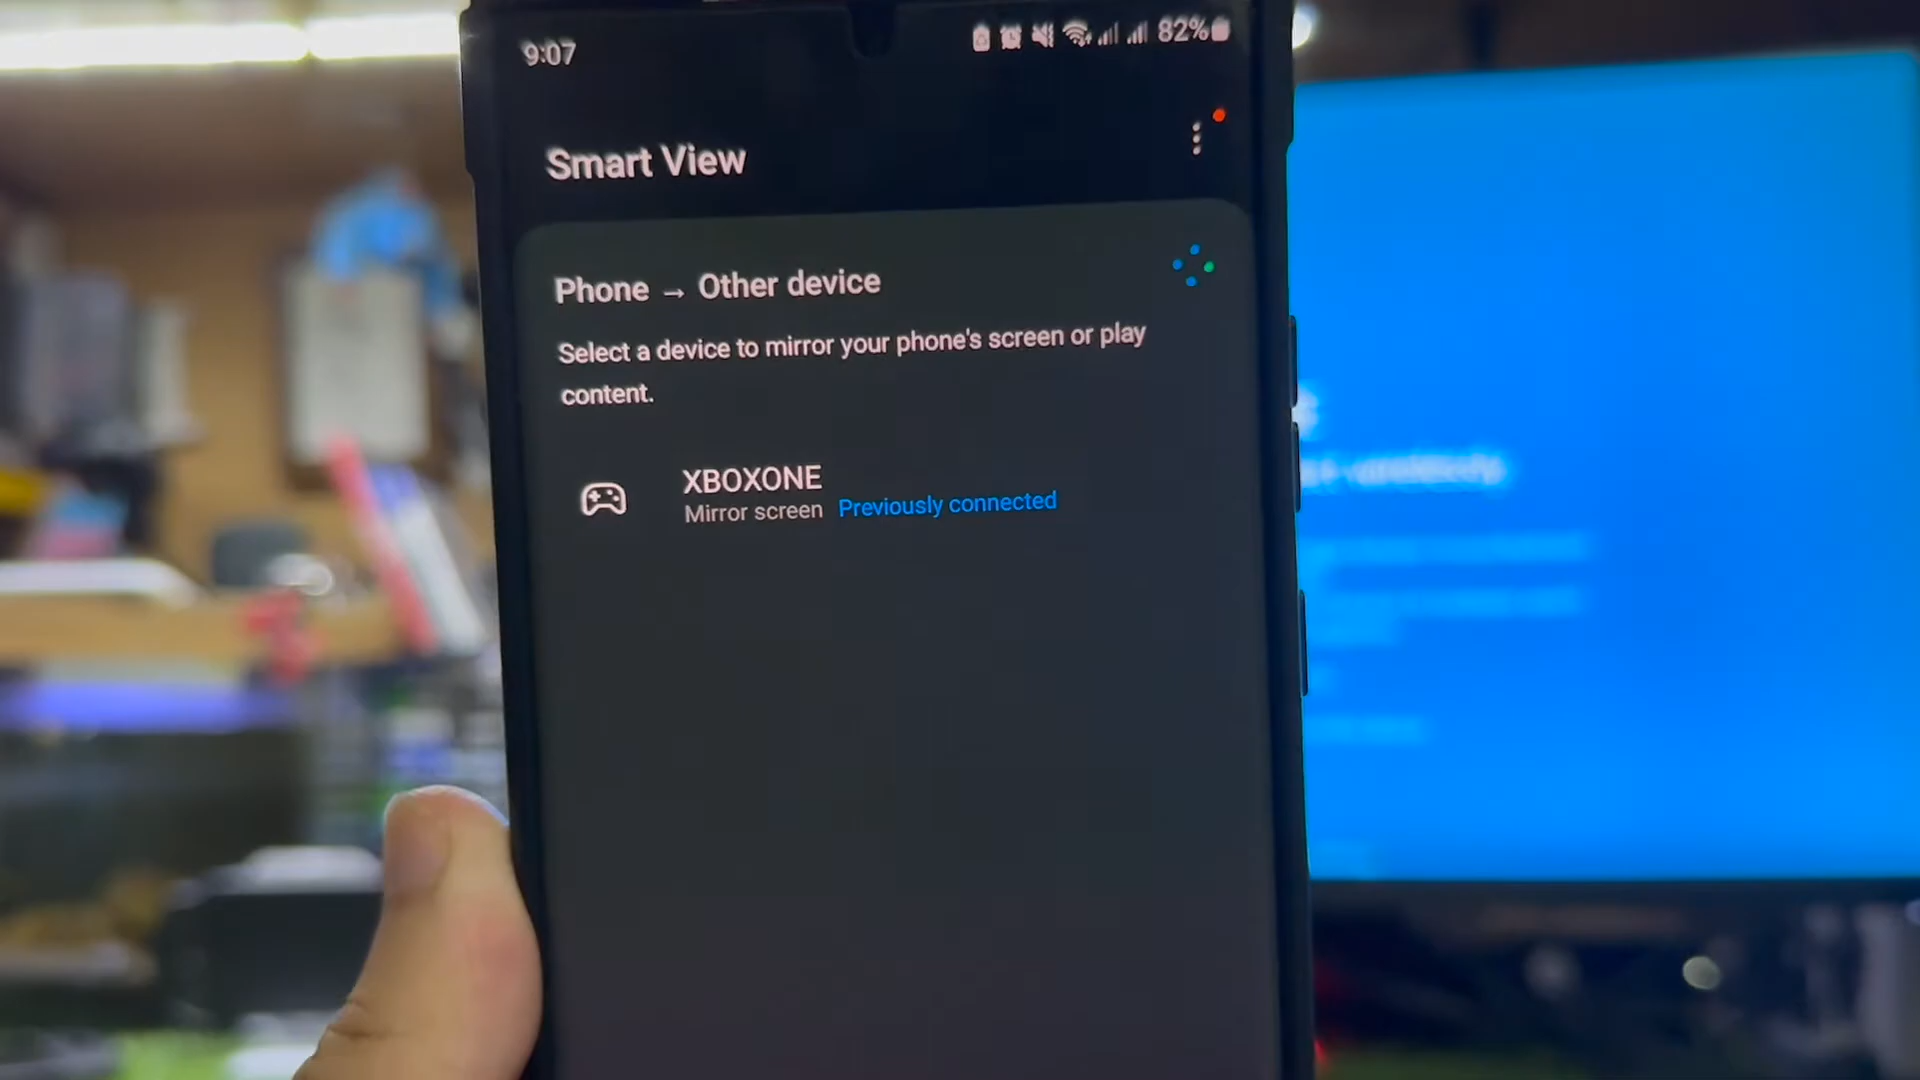 9:07
82%
Smart View
Phone → Other device
Select a device to mirror your phone's screen or play
content.
XBOXONE
Mirror screen Previously connected
wirelessly